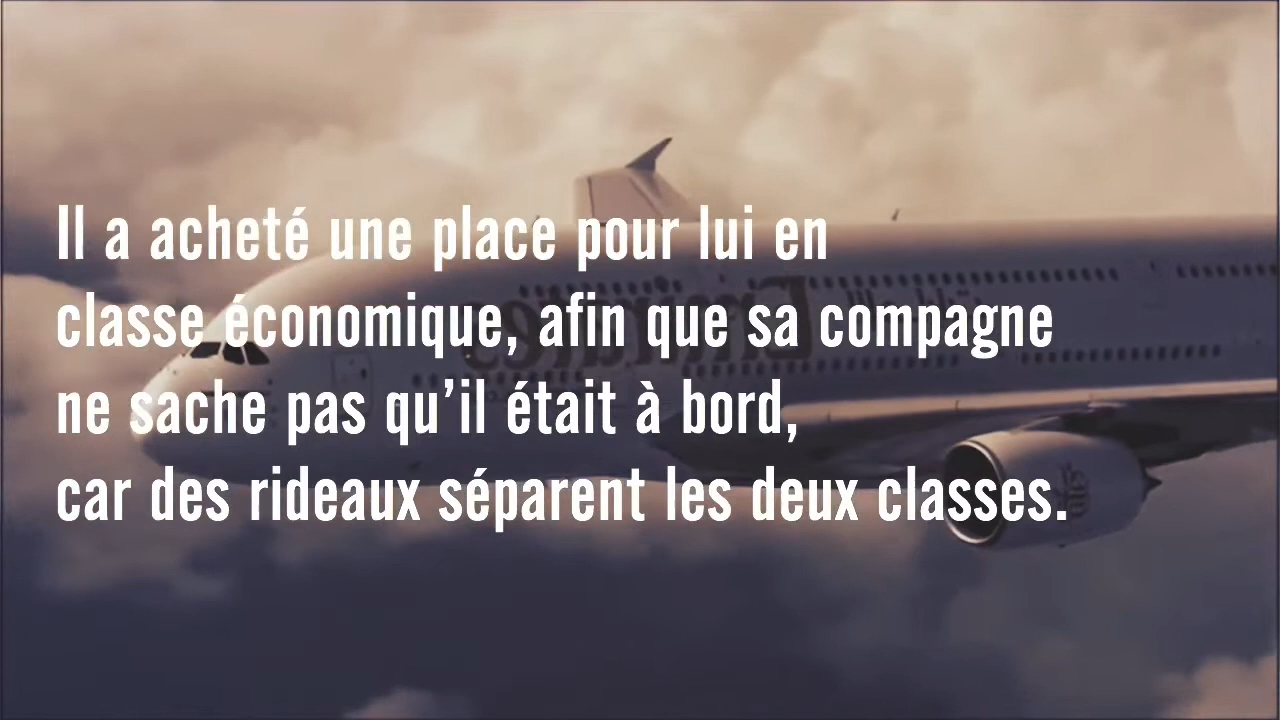 Il a acheté une place pour lui en
classe économique, afin que sa compagne
ne sache pas qu’il était à bord,
car des rideaux séparent les deux classes.
Emirates